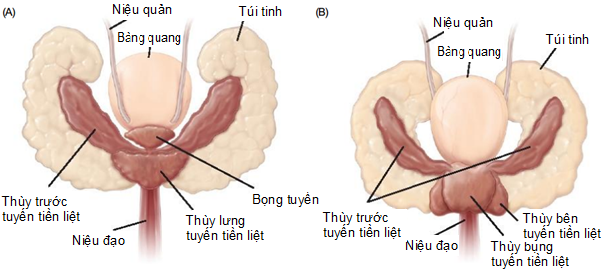 (A)
Niệu quản
Bàng quang
Túi tinh
Thùy trước
tuyến tiền liệt
Niệu đạo
Thùy lưng
tuyến tiền liệt
Bọng tuyến
(B)
Niệu quản
Bàng quang
Túi tinh
Thùy trước
tuyến tiền liệt
Niệu đạo
Thùy bụng
tuyến tiền liệt
Thùy bên
tuyến tiền liệt